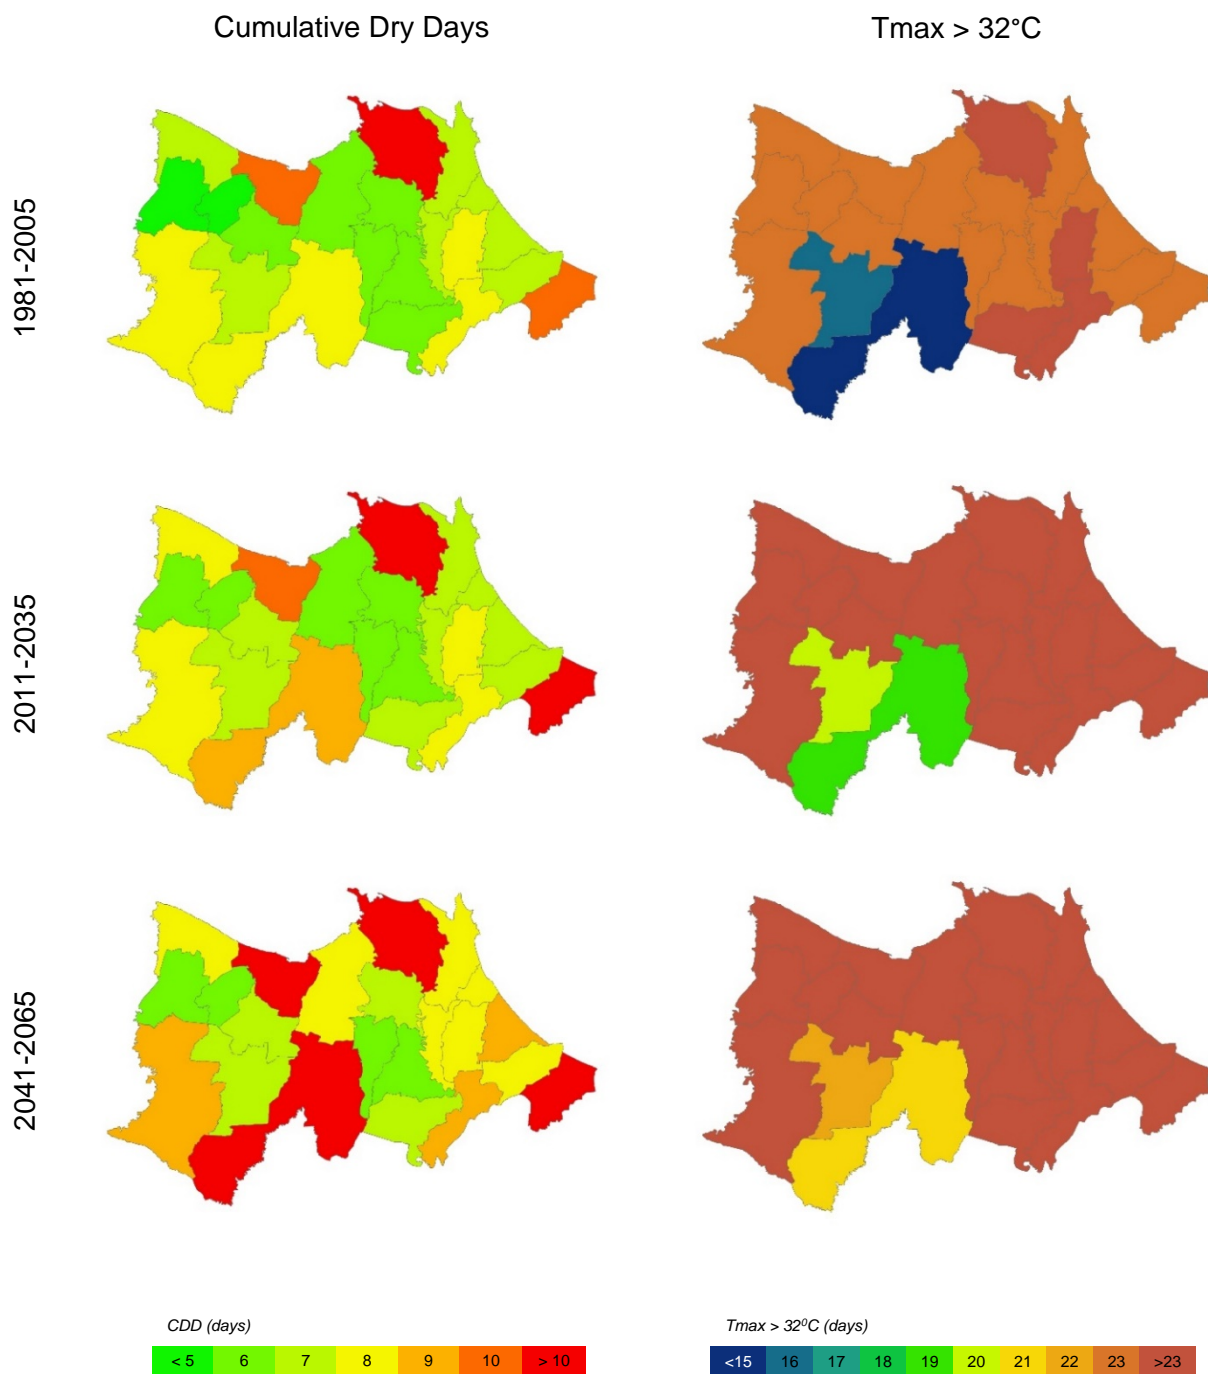 Cumulative Dry Days
Tmax > 32°C
1981-2005
2011-2035
2041-2065
CDD (days)
< 5 6 7 8 9 10 > 10
Tmax > 32⁰C (days)
<15 16 17 18 19 20 21 22 23 >23